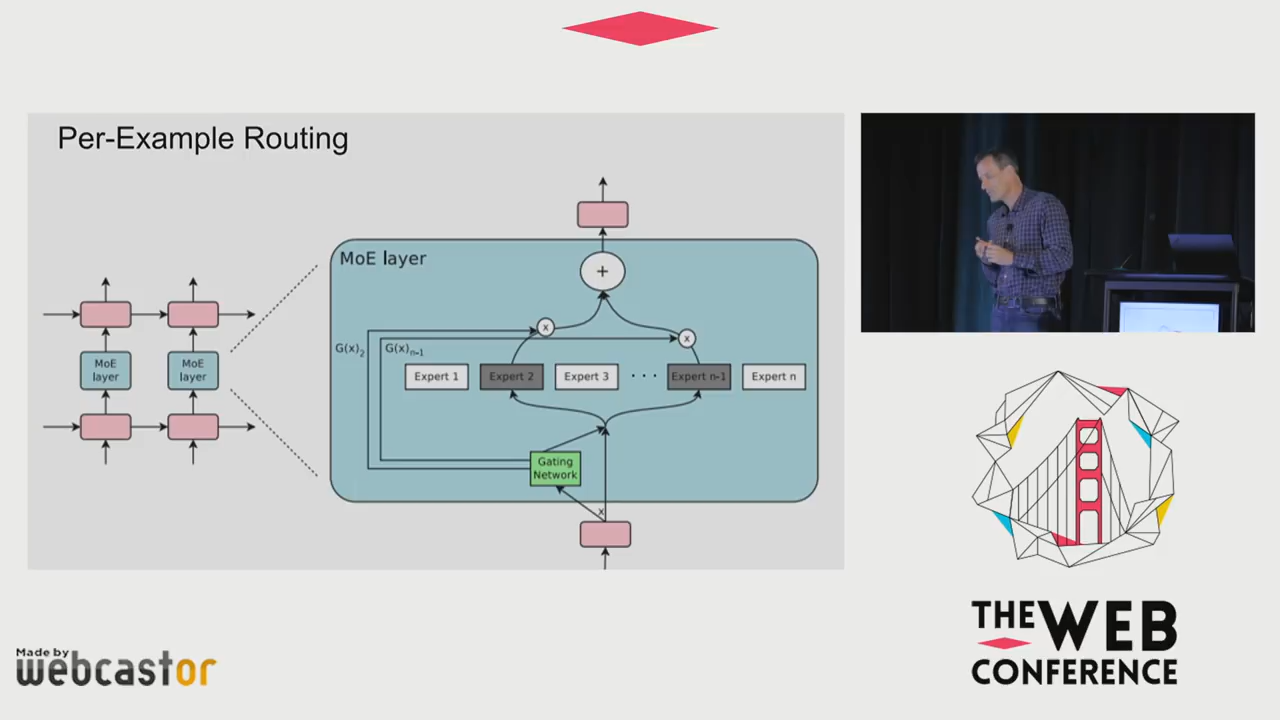 Per-Example Routing
MoE layer
+
x
x
G(x)2
G(x)n-1
Expert 1
Expert 2
Expert 3
. . .
Expert n-1
Expert n
Gating
Network
x
MoE
layer
MoE
layer
THE WEB
CONFERENCE
Made by
webcastor